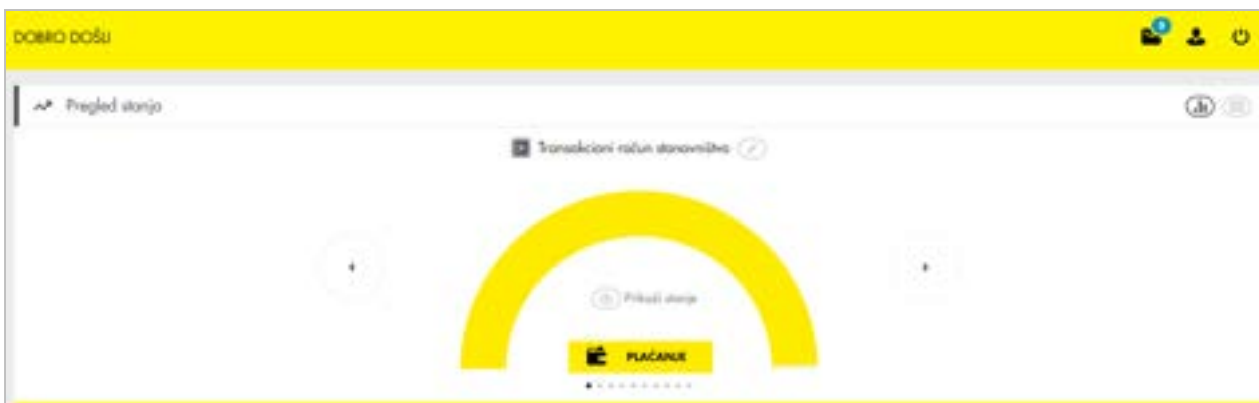 DOBRO DOŠLI
Pregled stanja
Transakcioni račun stanovništva
Prikaži stanje
PLAĆANJE